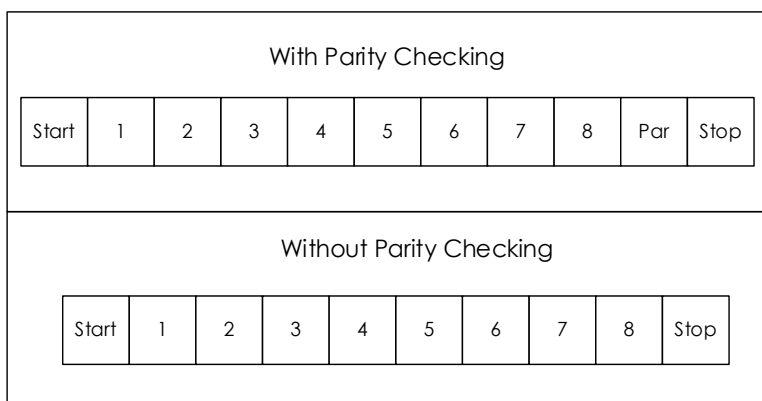 With Parity Checking
Start 1 2 3 4 5 6 7 8 Par Stop
Without Parity Checking
Start 1 2 3 4 5 6 7 8 Stop